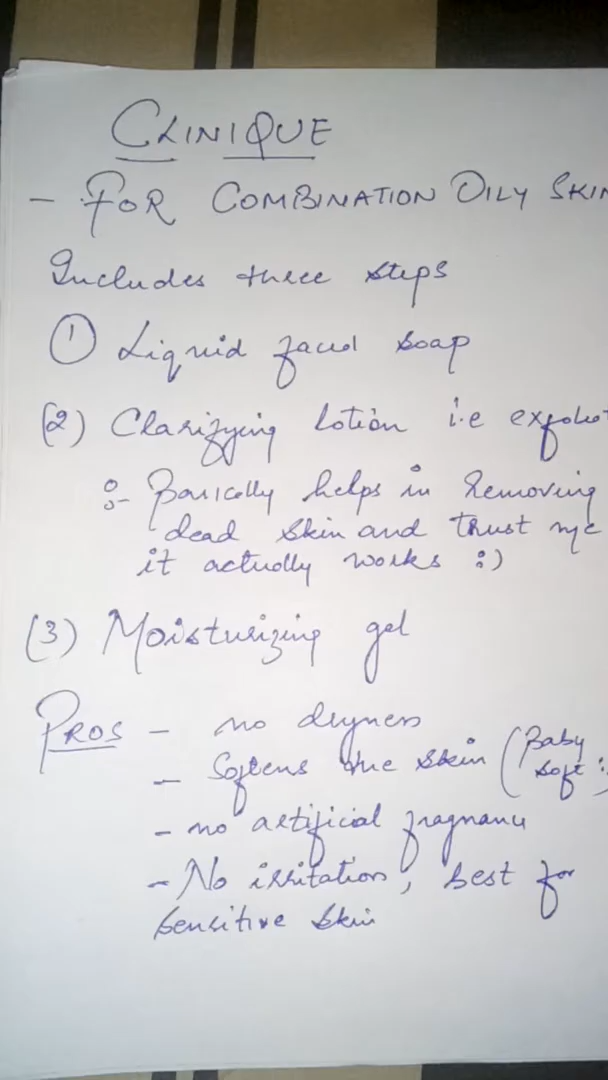 CLINIQUE
- FOR COMBINATION OILY SKIN
Includes three steps
① Liquid facial soap
(2) Clarifying lotion i.e
:- Basically helps in removing
dead skin and trust me
it actually works :)
(3) Moisturizing gel
PROS - no dryness
- Softens the skin (Baby
soft :)
- no artificial fragnance
- No irritation, best for
sensitive skin